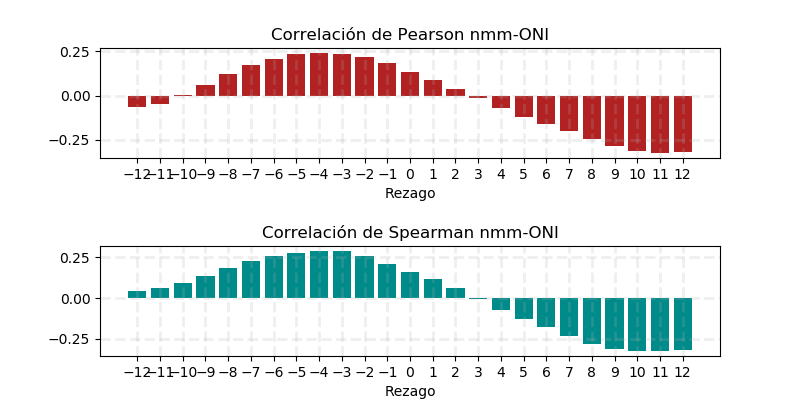 Correlación de Pearson nmm-ONI
0.25
0.00
−0.25
−12 −11 −10 −9 −8 −7 −6 −5 −4 −3 −2 −1 0 1 2 3 4 5 6 7 8 9 10 11 12
Rezago
Correlación de Spearman nmm-ONI
0.25
0.00
−0.25
−12 −11 −10 −9 −8 −7 −6 −5 −4 −3 −2 −1 0 1 2 3 4 5 6 7 8 9 10 11 12
Rezago